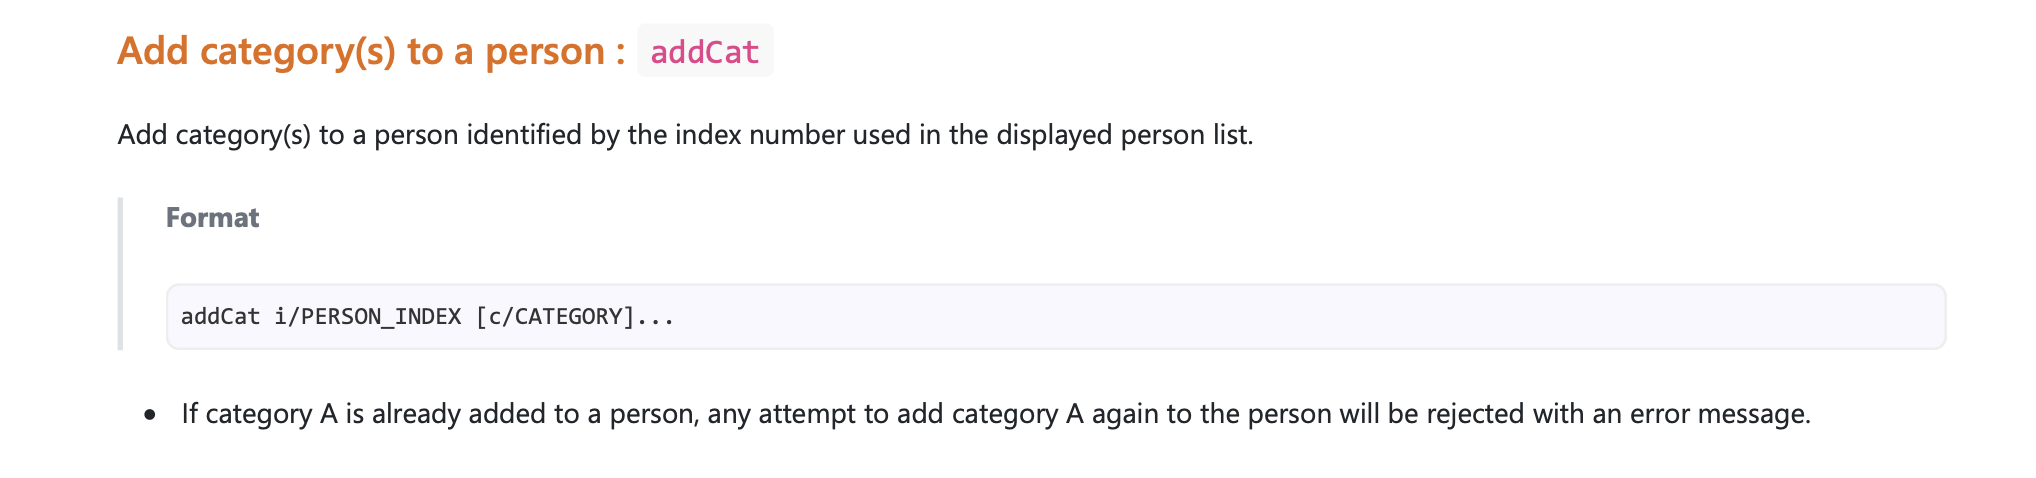 Add category(s) to a person : addCat
Add category(s) to a person identified by the index number used in the displayed person list.
Format
addCat i/PERSON_INDEX [c/CATEGORY]...
• If category A is already added to a person, any attempt to add category A again to the person will be rejected with an error message.